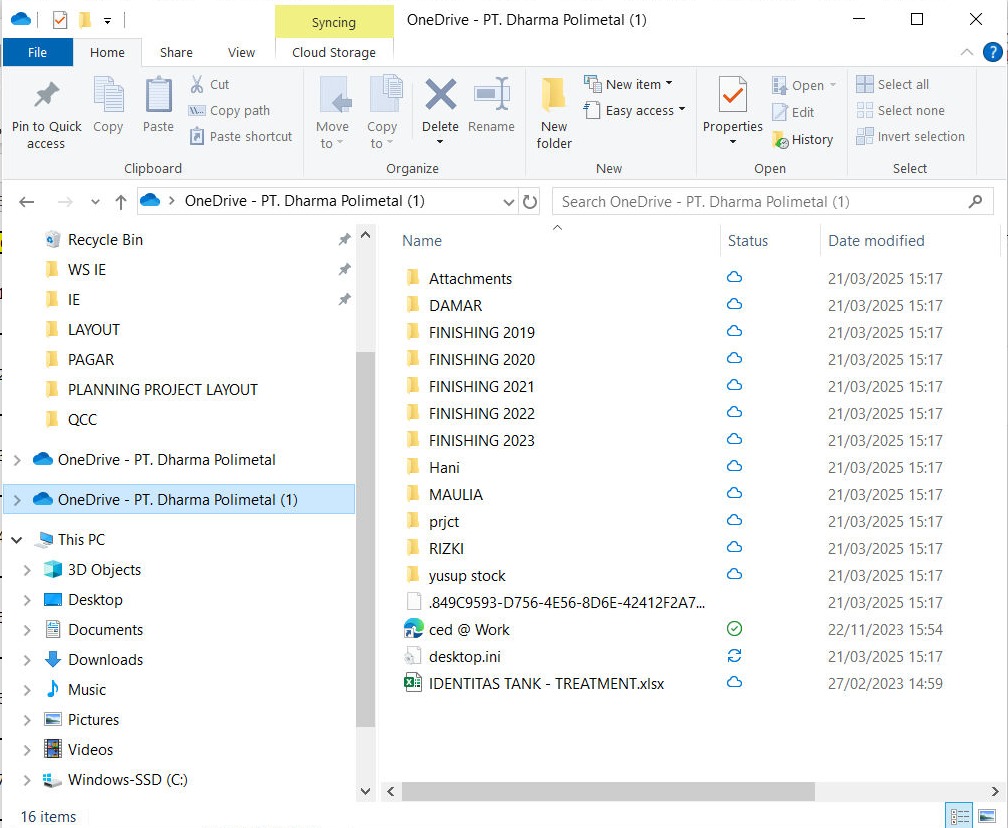 Syncing
OneDrive - PT. Dharma Polimetal (1)
File
Home
Share
View
Cloud Storage
?
Pin to Quick access
Copy
Paste
Cut
Copy path
Paste shortcut
Clipboard
Move to
Copy to
Delete
Rename
Organize
New folder
New item
Easy access
New
Properties
Open
Edit
History
Open
Select all
Select none
Invert selection
Select
OneDrive - PT. Dharma Polimetal (1)
Search OneDrive - PT. Dharma Polimetal (1)
Recycle Bin
WS IE
IE
LAYOUT
PAGAR
PLANNING PROJECT LAYOUT
QCC
OneDrive - PT. Dharma Polimetal
OneDrive - PT. Dharma Polimetal (1)
This PC
3D Objects
Desktop
Documents
Downloads
Music
Pictures
Videos
Windows-SSD (C:)
Name Status Date modified
Attachments 21/03/2025 15:17
DAMAR 21/03/2025 15:17
FINISHING 2019 21/03/2025 15:17
FINISHING 2020 21/03/2025 15:17
FINISHING 2021 21/03/2025 15:17
FINISHING 2022 21/03/2025 15:17
FINISHING 2023 21/03/2025 15:17
Hani 21/03/2025 15:17
MAULIA 21/03/2025 15:17
prjct 21/03/2025 15:17
RIZKI 21/03/2025 15:17
yusup stock 21/03/2025 15:17
.849C9593-D756-4E56-8D6E-42412F2A7... 21/03/2025 15:17
ced @ Work 22/11/2023 15:54
desktop.ini 21/03/2025 15:17
IDENTITAS TANK - TREATMENT.xlsx 27/02/2023 14:59
16 items